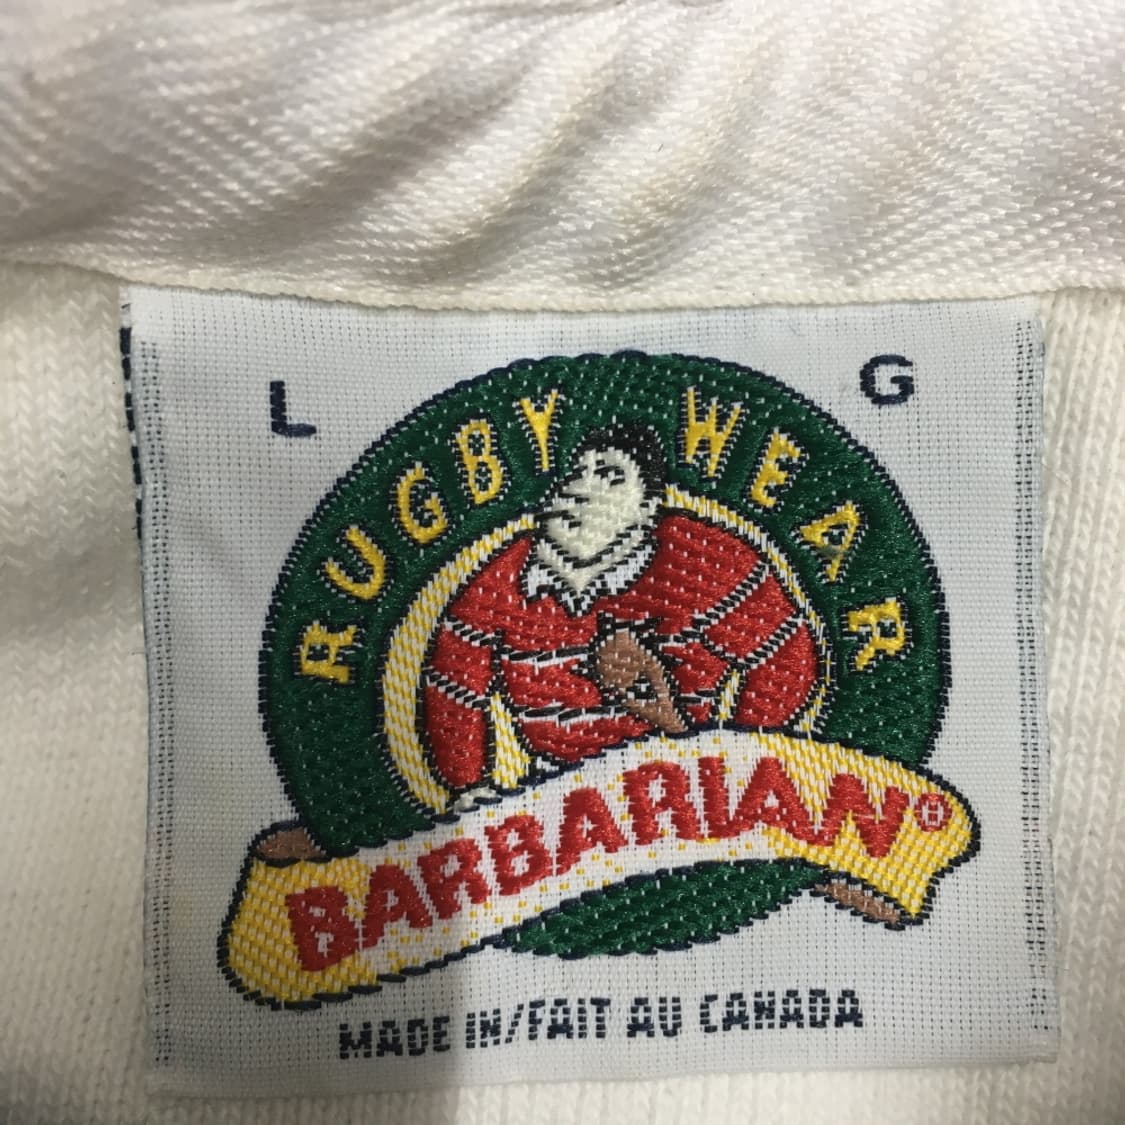 L G
RUGBY WEAR
BARBARIAN®
MADE IN/FAIT AU CANADA